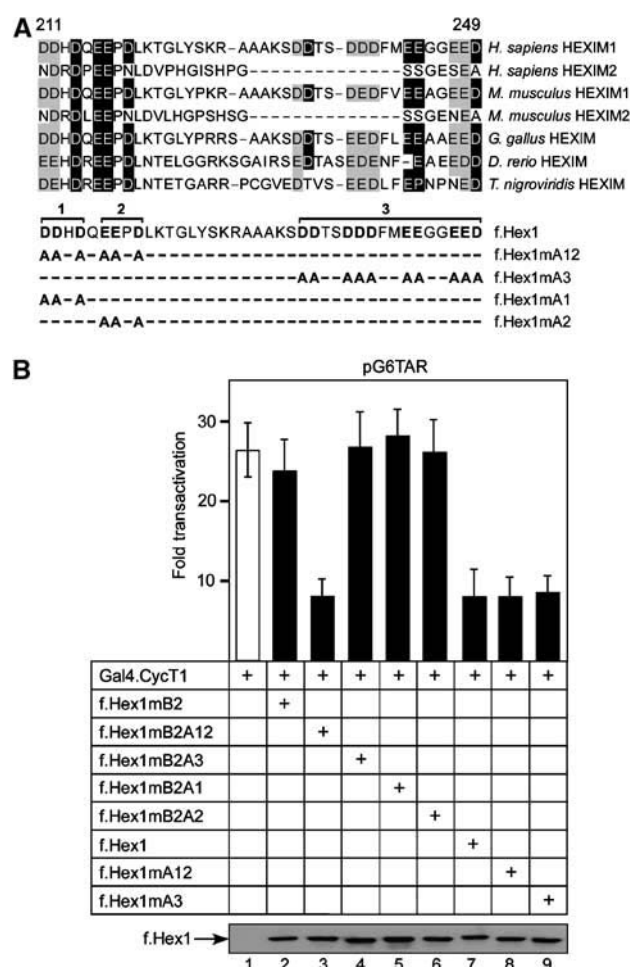 A
211 249
DDHDQEEPDLKTGLYSKR-AAAKSDDTS-DDDFMEEGGEED H. sapiens HEXIM1
NDRDPEEPNLDVPHGISHPG---------------SSGESEA H. sapiens HEXIM2
DDHDQEEPDLKTGLYPKR-AAAKSDDTS-DEDFVEEAGEED M. musculus HEXIM1
NDRDLEEPNLDVLHGPSHSG---------------SSGENEA M. musculus HEXIM2
DDHDQEEPDLKTGLYPRRS-AAKSDDTS-EEDFLEEAAEED G. gallus HEXIM
EEHDREEPDLNTELGGRKSGAIRSEDTASEDENF-EAEEDD D. rerio HEXIM
DEHDREEPDLNTETGARR-PCGVEDTVS-EEDLFEPNPNED T. nigroviridis HEXIM
1 2 3
DDHDQEEPDLKTGLYSKRAAAKSDDTSDDDFMEEGGEED f.Hex1
AA-A-AA-A------------------------------ f.Hex1mA12
-----------------------AA--AAA--AA--AAA f.Hex1mA3
AA-A----------------------------------- f.Hex1mA1
-----AA-A------------------------------ f.Hex1mA2
B
pG6TAR
Fold transactivation
30
20
10
Gal4.CycT1 + + + + + + + + +
f.Hex1mB2 +
f.Hex1mB2A12 +
f.Hex1mB2A3 +
f.Hex1mB2A1 +
f.Hex1mB2A2 +
f.Hex1 +
f.Hex1mA12 +
f.Hex1mA3 +
f.Hex1
1 2 3 4 5 6 7 8 9